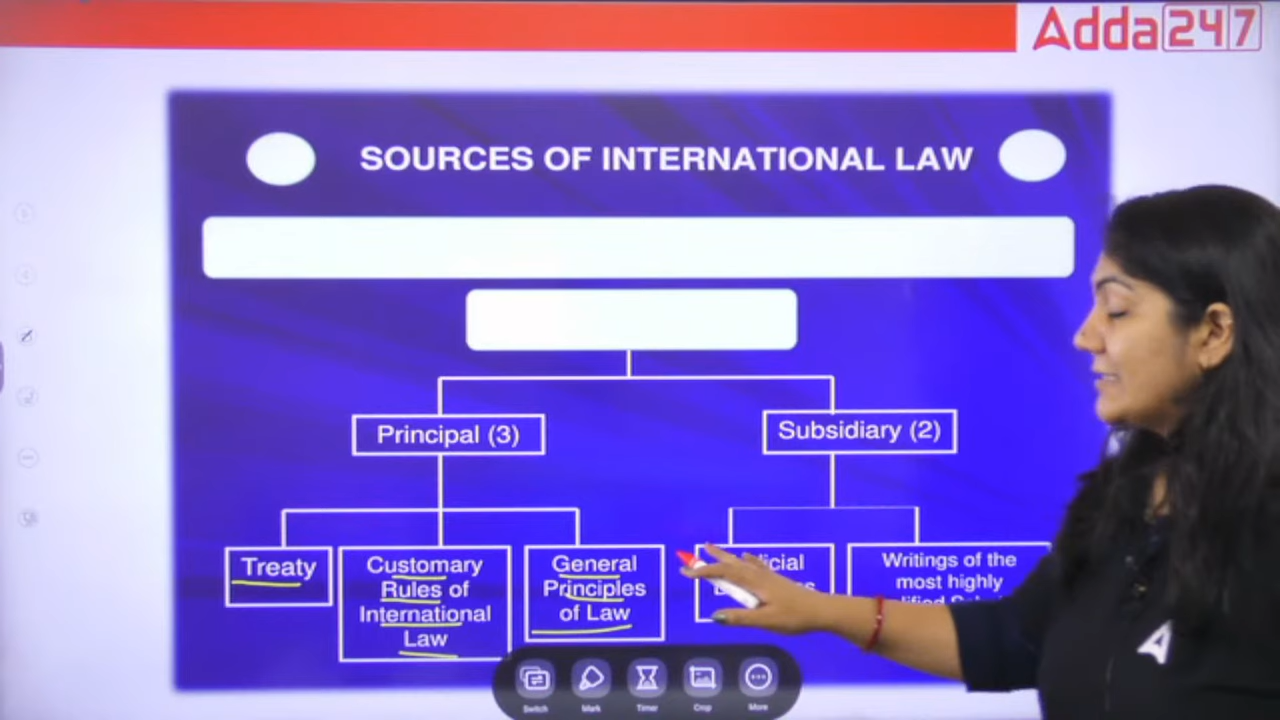 Adda247
SOURCES OF INTERNATIONAL LAW
Principal (3)
Subsidiary (2)
Treaty
Customary
Rules of
International
Law
General
Principles
of Law
Writings of the
most highly
Switch
Mark
Timer
Crop
More
A